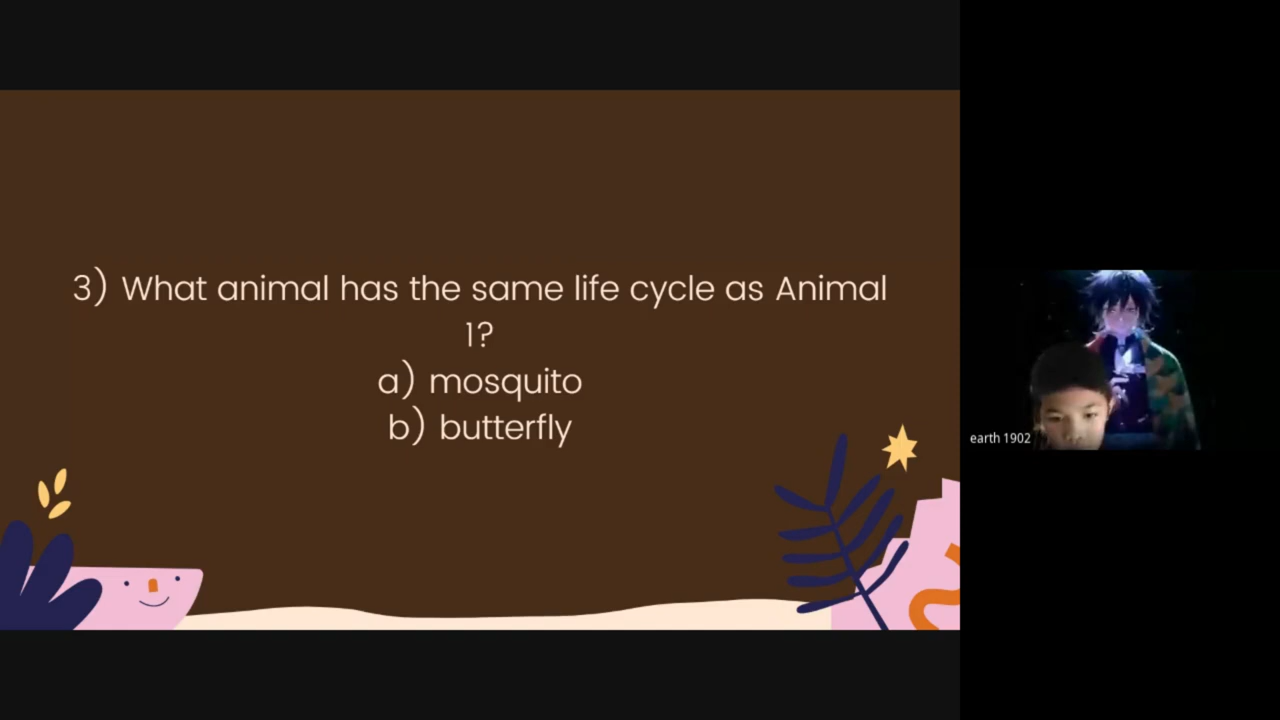 3) What animal has the same life cycle as Animal
1?
a) mosquito
b) butterfly
earth 1902